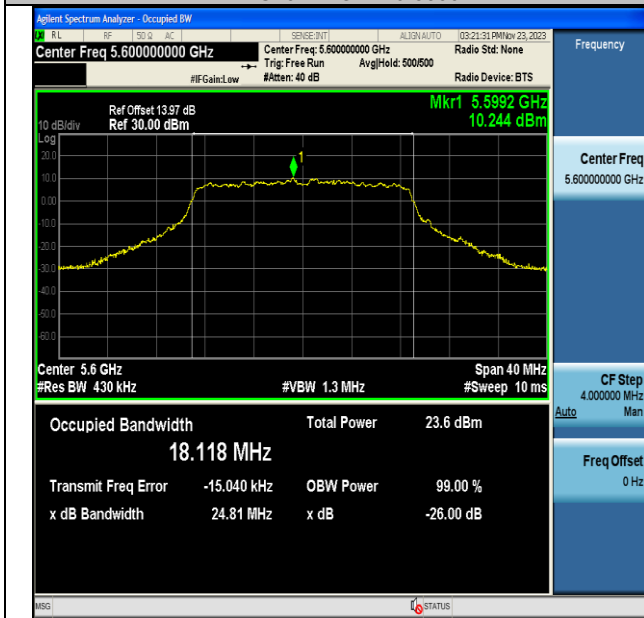 Agilent Spectrum Analyzer - Occupied BW
RL RF 50 Ω AC SENSE:INT ALIGN AUTO 03:21:31 PM Nov 23, 2023
Center Freq 5.600000000 GHz
Center Freq: 5.600000000 GHz Radio Std: None
Trig: Free Run Avg|Hold: 500/500
#IFGain:Low #Atten: 40 dB Radio Device: BTS
Frequency
Ref Offset 13.97 dB
10 dB/div Ref 30.00 dBm
Mkr1 5.5992 GHz
10.244 dBm
Log
20.0
10.0
0.00
-10.0
-20.0
-30.0
-40.0
-50.0
-60.0
1
Center 5.6 GHz Span 40 MHz
#Res BW 430 kHz #VBW 1.3 MHz #Sweep 10 ms
Occupied Bandwidth Total Power 23.6 dBm
18.118 MHz
Transmit Freq Error -15.040 kHz OBW Power 99.00 %
x dB Bandwidth 24.81 MHz x dB -26.00 dB
Center Freq
5.600000000 GHz
CF Step
4.000000 MHz
Auto Man
Freq Offset
0 Hz
MSG STATUS